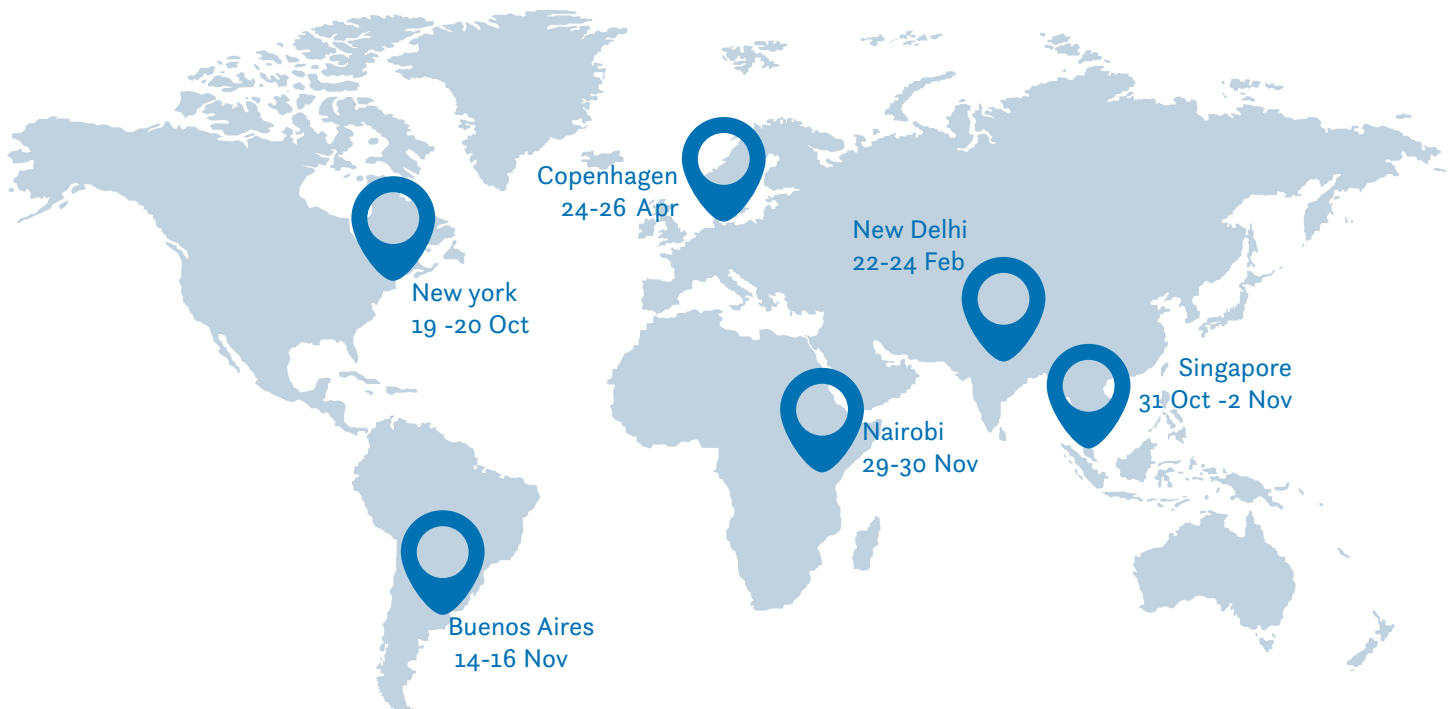 Copenhagen
24-26 Apr
New Delhi
22-24 Feb
New york
19 -20 Oct
Singapore
31 Oct -2 Nov
Nairobi
29-30 Nov
Buenos Aires
14-16 Nov